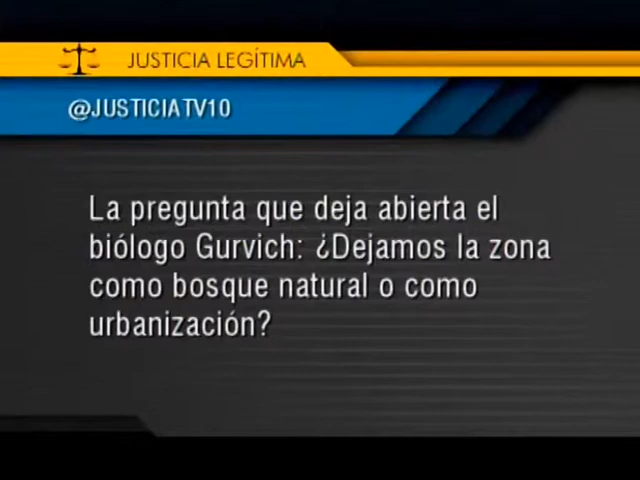 JUSTICIA LEGÍTIMA
@JUSTICIATV10
La pregunta que deja abierta el
biólogo Gurvich: ¿Dejamos la zona
como bosque natural o como
urbanización?